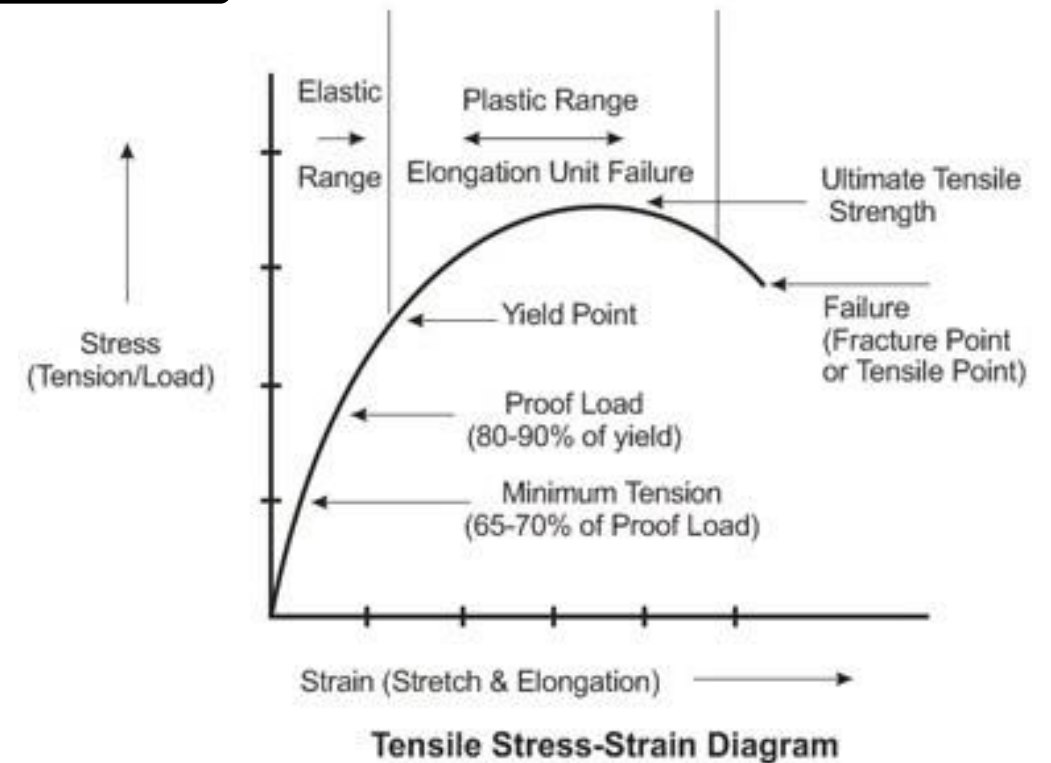 Elastic
Range
Plastic Range
Elongation Unit Failure
Ultimate Tensile
Strength
Yield Point
Failure
(Fracture Point
or Tensile Point)
Stress
(Tension/Load)
Proof Load
(80-90% of yield)
Minimum Tension
(65-70% of Proof Load)
Strain (Stretch & Elongation)
Tensile Stress-Strain Diagram